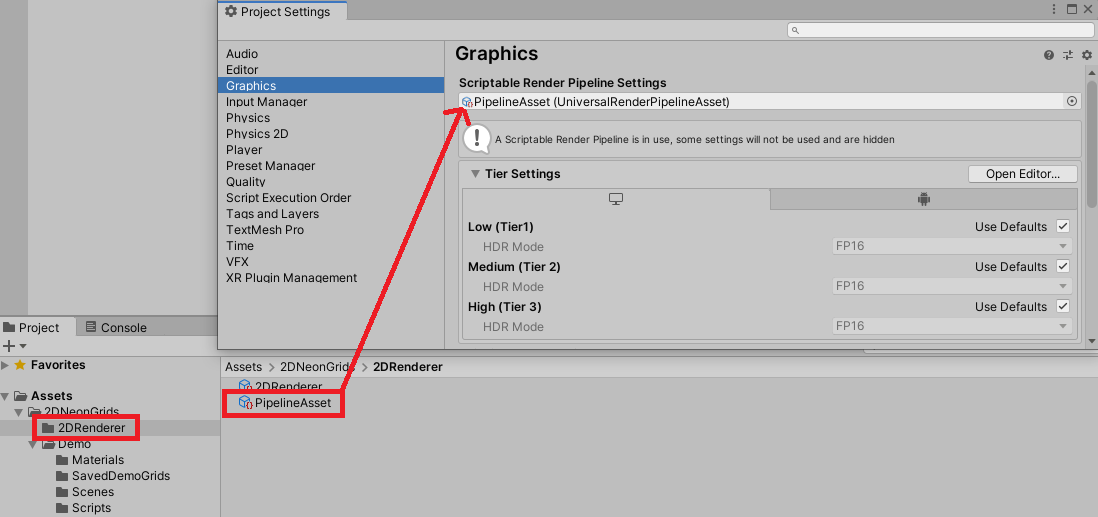 Project Settings
Audio
Editor
Graphics
Input Manager
Physics
Physics 2D
Player
Preset Manager
Quality
Script Execution Order
Tags and Layers
TextMesh Pro
Time
VFX
XR Plugin Management
Graphics
Scriptable Render Pipeline Settings
PipelineAsset (UniversalRenderPipelineAsset)
A Scriptable Render Pipeline is in use, some settings will not be used and are hidden
Tier Settings
Open Editor...
Low (Tier1)
Use Defaults
HDR Mode
FP16
Medium (Tier 2)
Use Defaults
HDR Mode
FP16
High (Tier 3)
Use Defaults
HDR Mode
FP16
Project
Console
Favorites
Assets
2DNeonGrids
2DRenderer
Demo
Materials
SavedDemoGrids
Scenes
Scripts
Assets > 2DNeonGrids > 2DRenderer
2DRenderer
PipelineAsset